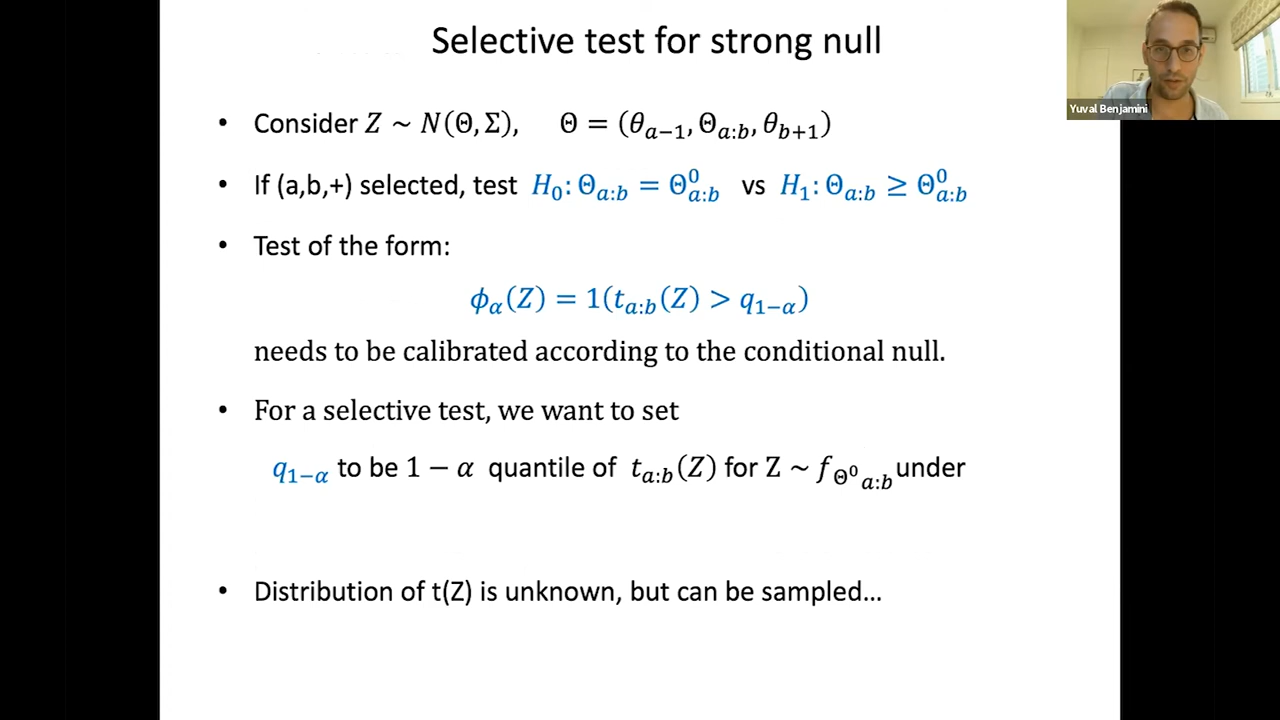 Selective test for strong null
Yuval Benjamini
• Consider Z ~ N(Θ, Σ), Θ = (θ_{a−1}, Θ_{a:b}, θ_{b+1})
• If (a,b,+) selected, test H_0: Θ_{a:b} = Θ^0_{a:b} vs H_1: Θ_{a:b} ≥ Θ^0_{a:b}
• Test of the form:
ϕ_α(Z) = 1(t_{a:b}(Z) > q_{1−α})
needs to be calibrated according to the conditional null.
• For a selective test, we want to set
q_{1−α} to be 1 − α quantile of t_{a:b}(Z) for Z ~ f_{Θ^0_{a:b}} under
• Distribution of t(Z) is unknown, but can be sampled...